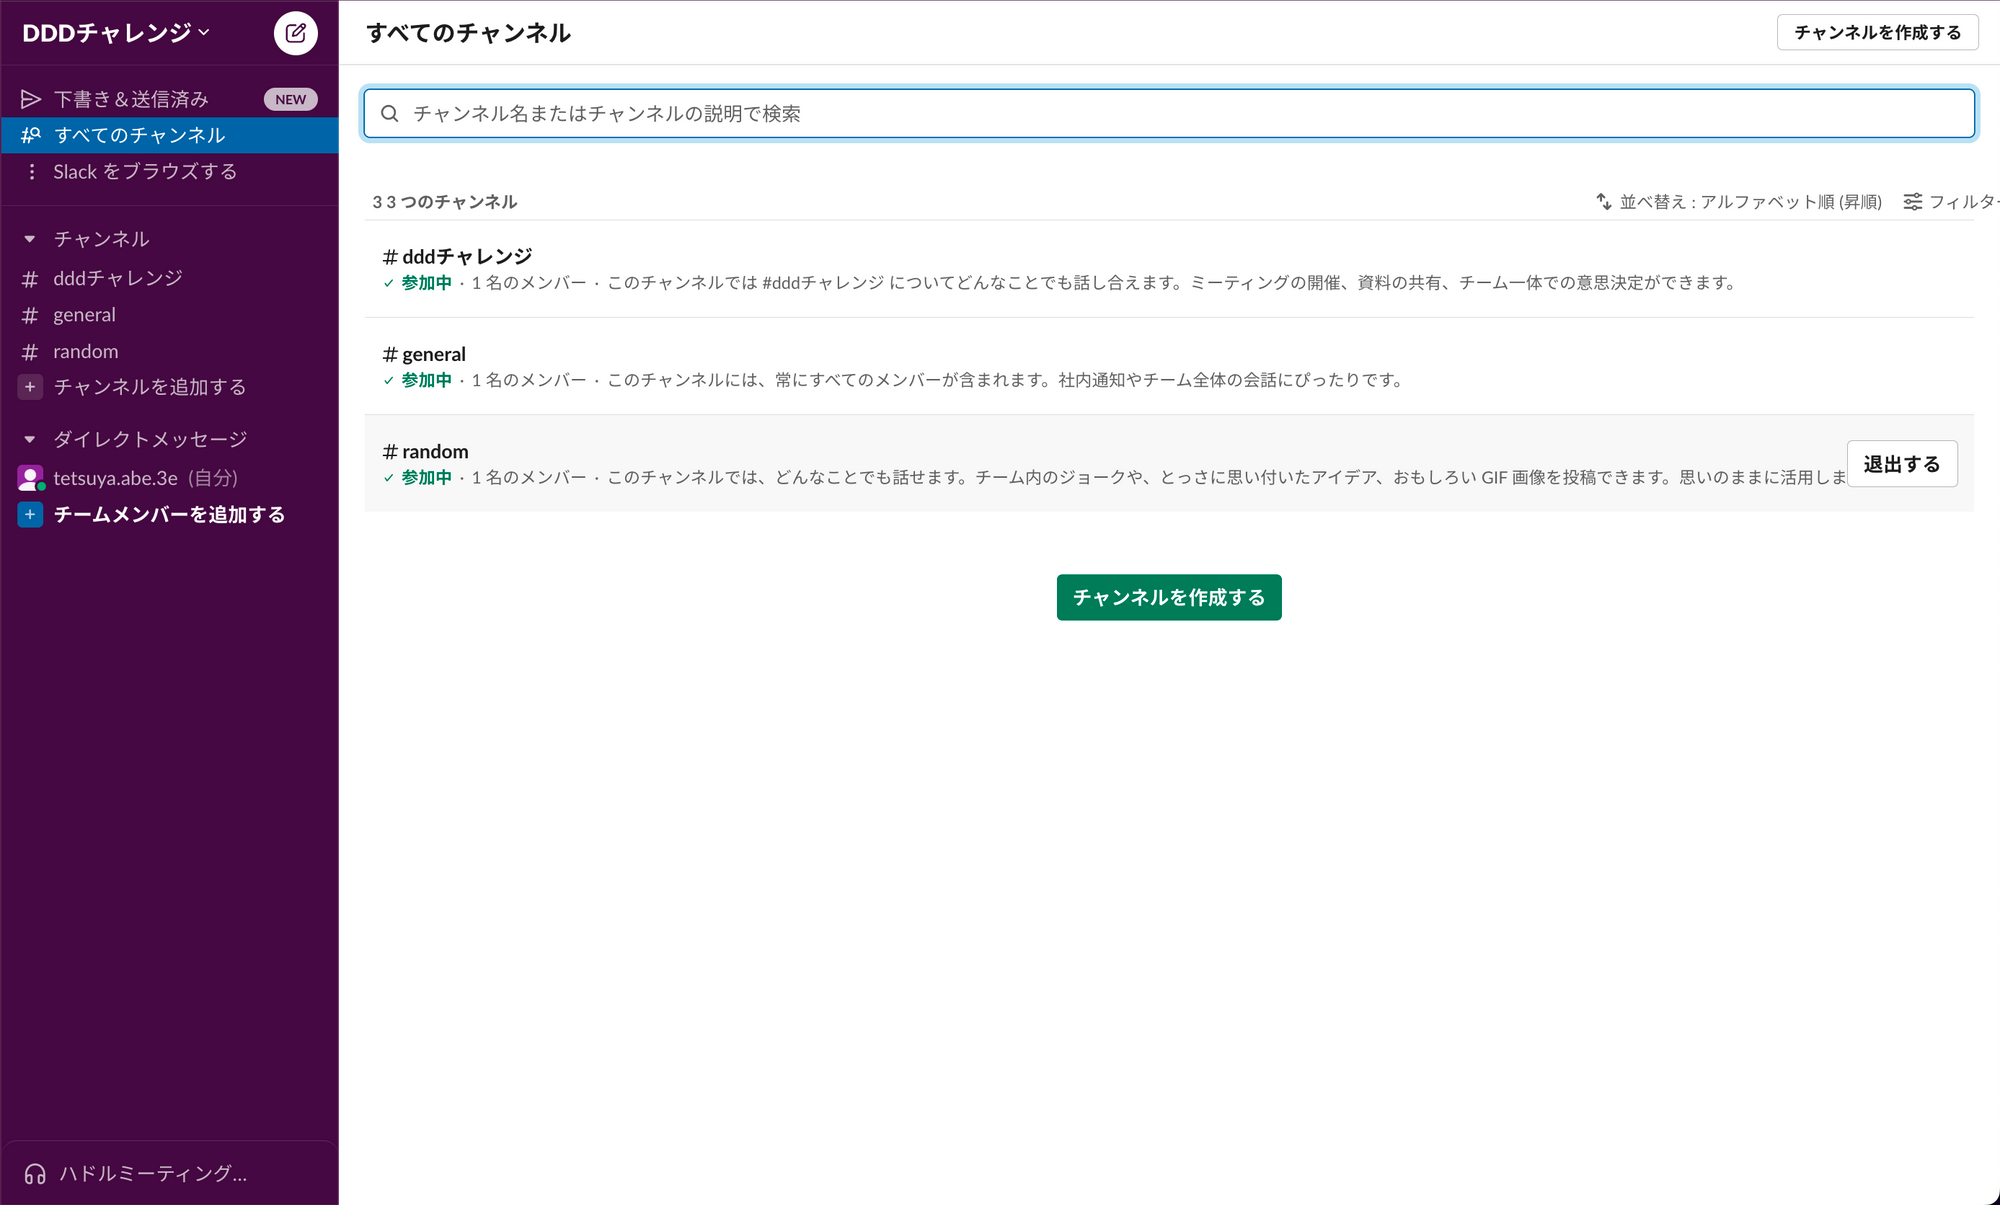 DDDチャレンジ
下書き＆送信済み NEW
すべてのチャンネル
Slack をブラウズする
チャンネル
# dddチャレンジ
# general
# random
+ チャンネルを追加する
ダイレクトメッセージ
tetsuya.abe.3e (自分)
+ チームメンバーを追加する
ハドルミーティング...
すべてのチャンネル
チャンネルを作成する
チャンネル名またはチャンネルの説明で検索
3 3 つのチャンネル
並べ替え : アルファベット順 (昇順) フィルター
# dddチャレンジ
✓ 参加中 · 1 名のメンバー · このチャンネルでは #dddチャレンジ についてどんなことでも話し合えます。ミーティングの開催、資料の共有、チーム一体での意思決定ができます。
# general
✓ 参加中 · 1 名のメンバー · このチャンネルには、常にすべてのメンバーが含まれます。社内通知やチーム全体の会話にぴったりです。
# random
✓ 参加中 · 1 名のメンバー · このチャンネルでは、どんなことでも話せます。チーム内のジョークや、とっさに思い付いたアイデア、おもしろい GIF 画像を投稿できます。思いのままに活用しま
退出する
チャンネルを作成する